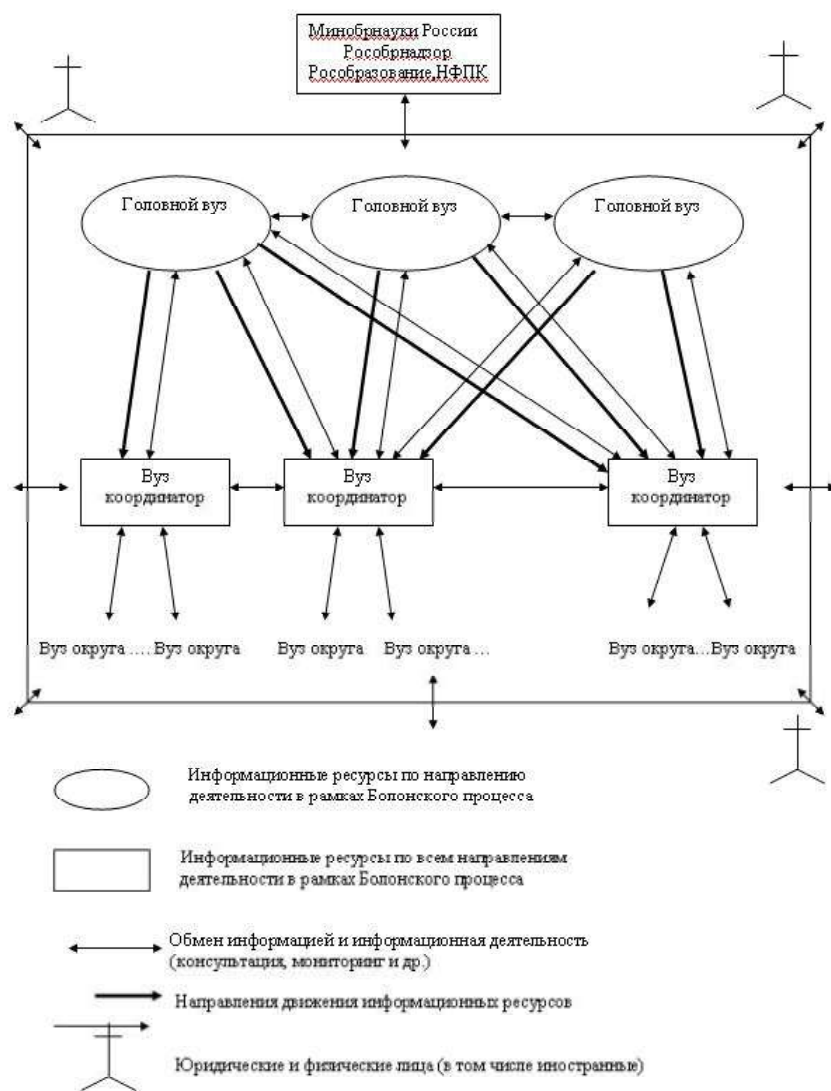 Минобрнауки России
Рособрнадзор
Рособразование,НФПК
Головной вуз
Головной вуз
Головной вуз
Вуз
координатор
Вуз
координатор
Вуз
координатор
Вуз округа .....Вуз округа
Вуз округа
Вуз округа ...
Вуз округа...Вуз округа
Информационные ресурсы по направлению
деятельности в рамках Болонского процесса
Информационные ресурсы по всем направлениям
деятельности в рамках Болонского процесса
Обмен информацией и информационная деятельность
(консультация, мониторинг и др.)
Направления движения информационных ресурсов
Юридические и физические лица (в том числе иностранные)